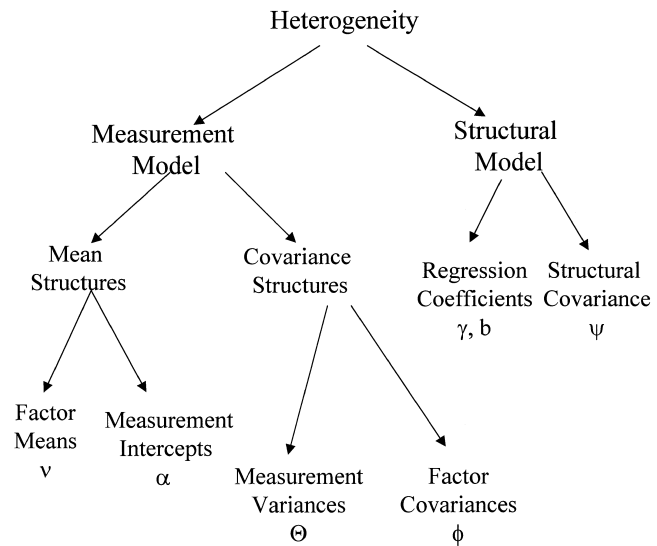 Heterogeneity
Measurement
Model
Structural
Model
Mean
Structures
Covariance
Structures
Regression
Coefficients
γ, b
Structural
Covariance
ψ
Factor
Means
ν
Measurement
Intercepts
α
Measurement
Variances
Θ
Factor
Covariances
ϕ